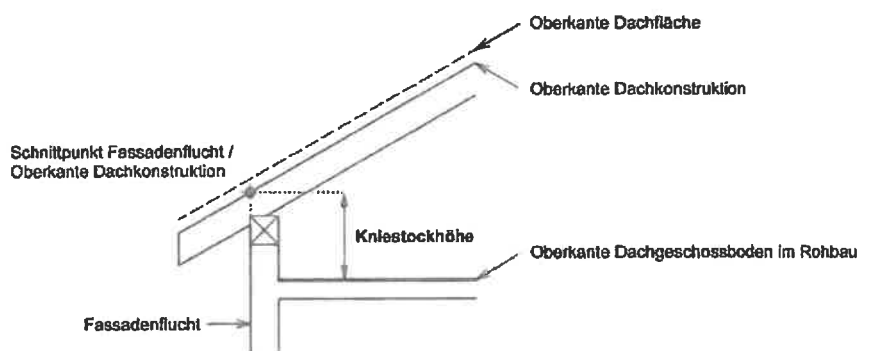 Oberkante Dachfläche
Oberkante Dachkonstruktion
Schnittpunkt Fassadenflucht /
Oberkante Dachkonstruktion
Kniestockhöhe
Oberkante Dachgeschossboden im Rohbau
Fassadenflucht